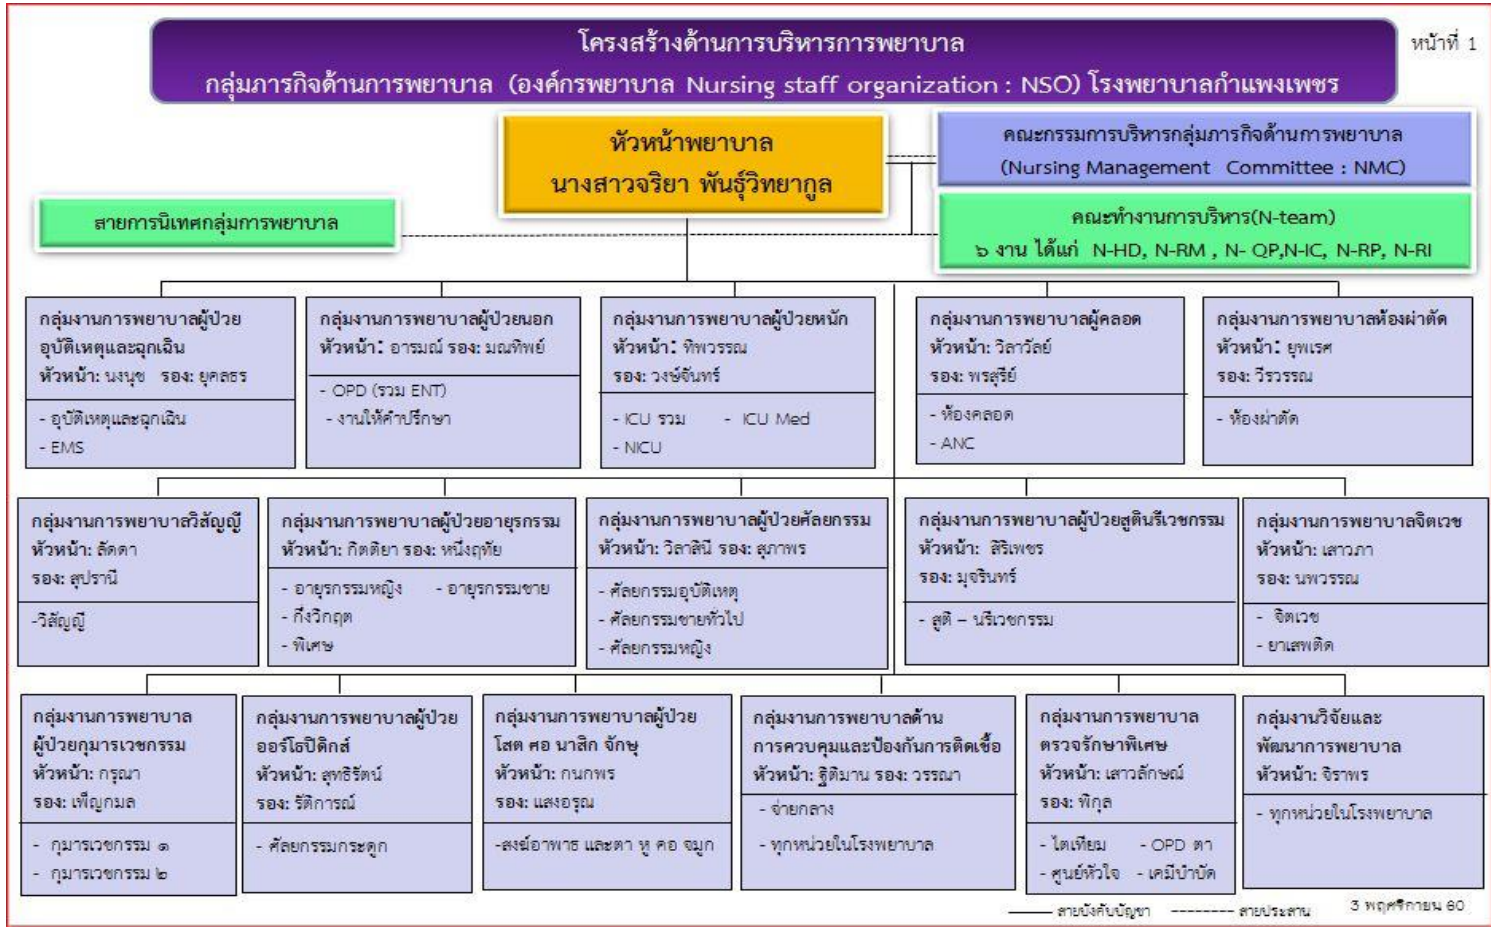 โครงสร้างด้านการบริหารการพยาบาล
หน้าที่ 1
กลุ่มภารกิจด้านการพยาบาล (องค์กรพยาบาล Nursing staff organization : NSO) โรงพยาบาลกำแพงเพชร
หัวหน้าพยาบาล
นางสาวจริยา พันธุ์วิทยากูล
คณะกรรมการบริหารกลุ่มภารกิจด้านการพยาบาล
(Nursing Management Committee : NMC)
สายการนิเทศกลุ่มการพยาบาล
คณะทำงานการบริหาร(N-team)
๖ งาน ได้แก่ N-HD, N-RM , N- QP,N-IC, N-RP, N-RI
กลุ่มงานการพยาบาลผู้ป่วย
อุบัติเหตุและฉุกเฉิน
หัวหน้า: นงนุช รอง: ยุคลธร
- อุบัติเหตุและฉุกเฉิน
- EMS
กลุ่มงานการพยาบาลผู้ป่วยนอก
หัวหน้า: อารมณ์ รอง: มณทิพย์
- OPD (รวม ENT)
- งานให้คำปรึกษา
กลุ่มงานการพยาบาลผู้ป่วยหนัก
หัวหน้า: ทิพวรรณ
รอง: วงษ์จันทร์
- ICU รวม - ICU Med
- NICU
กลุ่มงานการพยาบาลผู้คลอด
หัวหน้า: วิลาวัลย์
รอง: พรสุรีย์
- ห้องคลอด
- ANC
กลุ่มงานการพยาบาลห้องผ่าตัด
หัวหน้า: ยุพเรศ
รอง: วีรวรรณ
- ห้องผ่าตัด
กลุ่มงานการพยาบาลวิสัญญี
หัวหน้า: ลัดดา
รอง: สุปราณี
-วิสัญญี
กลุ่มงานการพยาบาลผู้ป่วยอายุรกรรม
หัวหน้า: กิตติยา รอง: หนึ่งฤทัย
- อายุรกรรมหญิง - อายุรกรรมชาย
- กึ่งวิกฤต
- พิเศษ
กลุ่มงานการพยาบาลผู้ป่วยศัลยกรรม
หัวหน้า: วิลาสินี รอง: สุภาพร
- ศัลยกรรมอุบัติเหตุ
- ศัลยกรรมชายทั่วไป
- ศัลยกรรมหญิง
กลุ่มงานการพยาบาลผู้ป่วยสูตินรีเวชกรรม
หัวหน้า: สิริเพชร
รอง: มุจรินทร์
- สูติ – นรีเวชกรรม
กลุ่มงานการพยาบาลจิตเวช
หัวหน้า: เสาวภา
รอง: นพวรรณ
- จิตเวช
- ยาเสพติด
กลุ่มงานการพยาบาล
ผู้ป่วยกุมารเวชกรรม
หัวหน้า: กรุณา
รอง: เพ็ญกมล
- กุมารเวชกรรม ๑
- กุมารเวชกรรม ๒
กลุ่มงานการพยาบาลผู้ป่วย
ออร์โธปิดิกส์
หัวหน้า: สุทธิรัตน์
รอง: รัติการณ์
- ศัลยกรรมกระดูก
กลุ่มงานการพยาบาลผู้ป่วย
โสต ศอ นาสิก จักษุ
หัวหน้า: กนกพร
รอง: แสงอรุณ
-สงฆ์อาพาธ และตา หู คอ จมูก
กลุ่มงานการพยาบาลด้าน
การควบคุมและป้องกันการติดเชื้อ
หัวหน้า: ฐิติมาน รอง: วรรณา
- จ่ายกลาง
- ทุกหน่วยในโรงพยาบาล
กลุ่มงานการพยาบาล
ตรวจรักษาพิเศษ
หัวหน้า: เสาวลักษณ์
รอง: พิกุล
- ไตเทียม - OPD ตา
- ศูนย์หัวใจ - เคมีบำบัด
กลุ่มงานวิจัยและ
พัฒนาการพยาบาล
หัวหน้า: จิราพร
- ทุกหน่วยในโรงพยาบาล
สายบังคับบัญชา สายประสาน 3 พฤศจิกายน 60